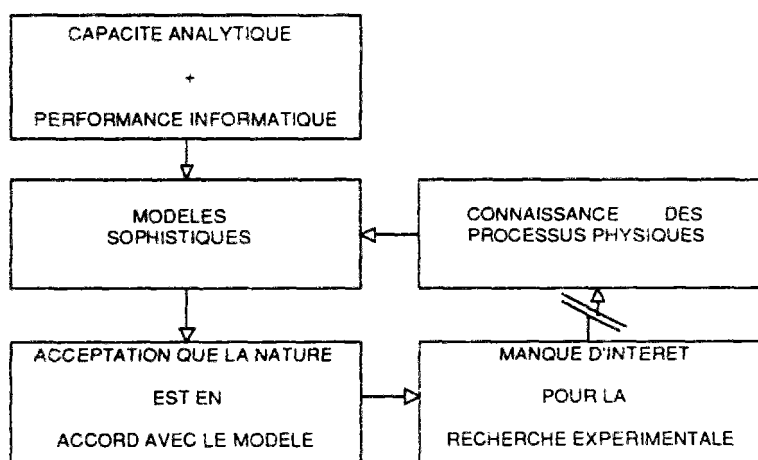 CAPACITE ANALYTIQUE
+
PERFORMANCE INFORMATIQUE
MODELES
SOPHISTIQUES
CONNAISSANCE DES
PROCESSUS PHYSIQUES
ACCEPTATION QUE LA NATURE
EST EN
ACCORD AVEC LE MODELE
MANQUE D'INTERET
POUR LA
RECHERCHE EXPERIMENTALE